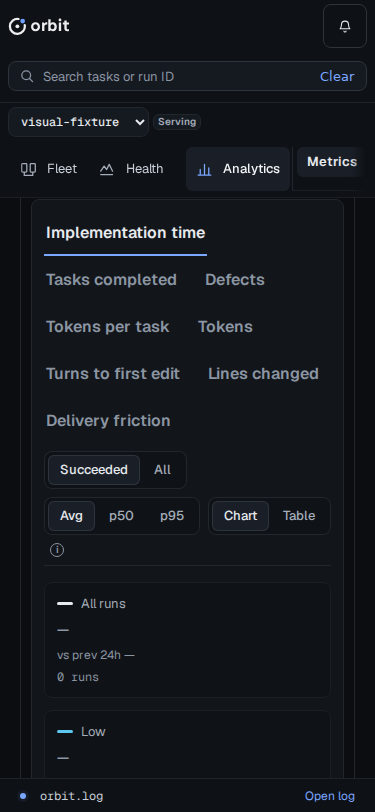 orbit
Search tasks or run ID Clear
visual-fixture Serving
Fleet Health Analytics Metrics
Implementation time
Tasks completed Defects
Tokens per task Tokens
Turns to first edit Lines changed
Delivery friction
Succeeded All
Avg p50 p95 Chart Table
All runs
—
vs prev 24h —
0 runs
Low
—
orbit.log Open log